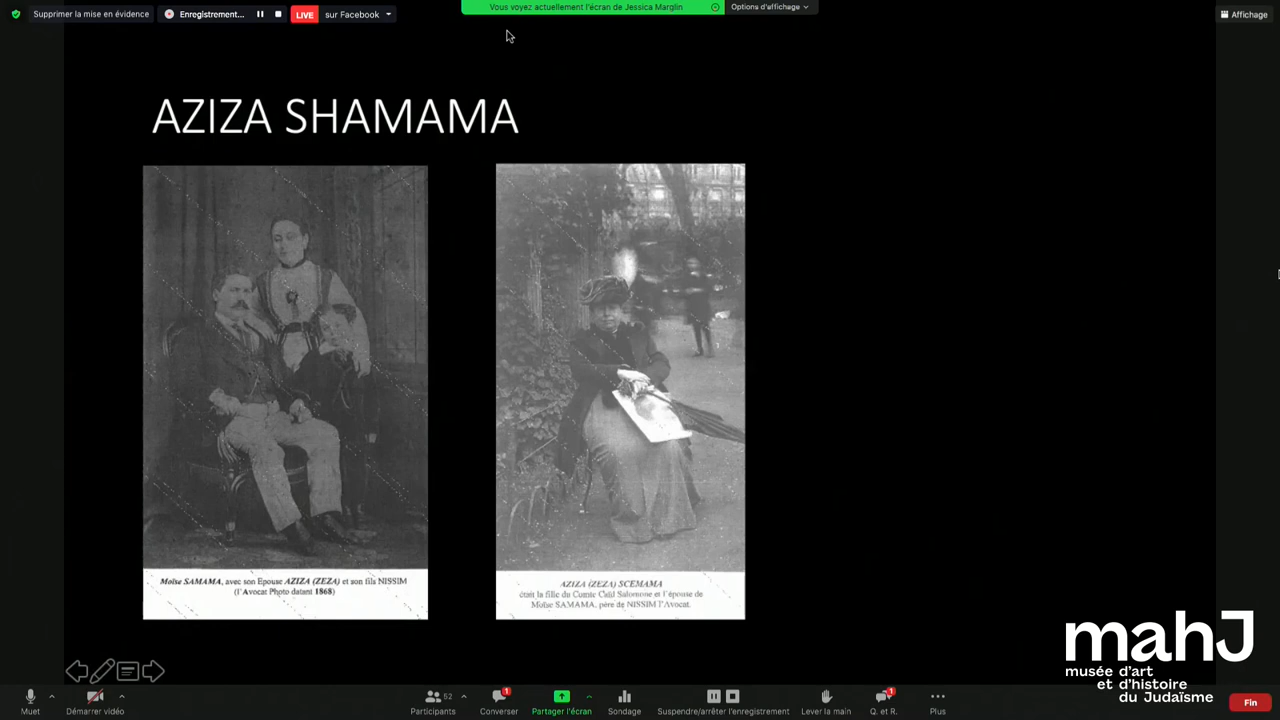 Supprimer la mise en évidence
Enregistrement...
LIVE
sur Facebook
Vous voyez actuellement l'écran de Jessica Marglin
Options d'affichage
Affichage
AZIZA SHAMAMA
Moïse SAMAMA, avec son Epouse AZIZA (ZEZA) et son fils NISSIM
(l'Avocat Photo datant 1868)
AZIZA (ZEZA) SCEMAMA
était la fille du Comte Caïd Salomone et l'épouse de
Moïse SAMAMA, père de NISSIM l'Avocat.
mahJ
musée d'art
et d'histoire
du Judaïsme
Muet
Démarrer vidéo
52
Participants
1
Converser
Partager l'écran
Sondage
Suspendre/arrêter l'enregistrement
Lever la main
1
Q. et R.
Plus
Fin